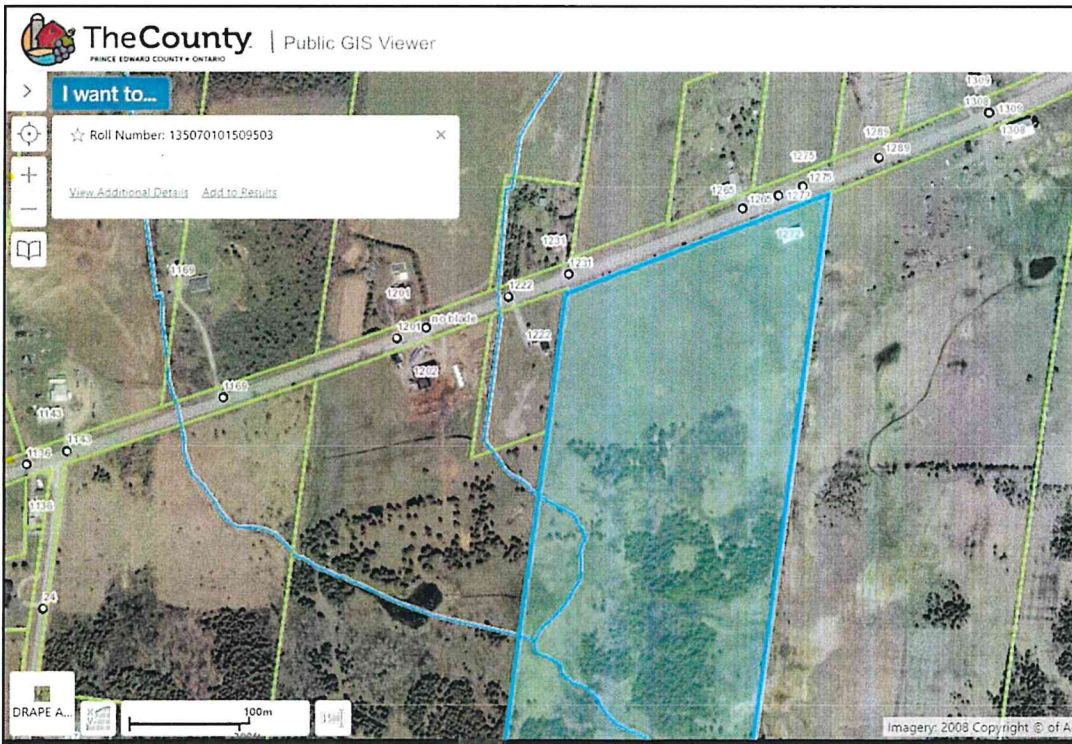 TheCounty | Public GIS Viewer
PRINCE EDWARD COUNTY • ONTARIO
I want to...
Roll Number: 135070101509503
View Additional Details Add to Results
1309
1308 1309
1308
1289
1289
1275
1275
1265
1265
1231
1231
1222
1222
1169
1201
no blade
1201
1202
1169
1143
1143
1136
1136
24
DRAPE A...
100m
Imagery: 2008 Copyright © of A